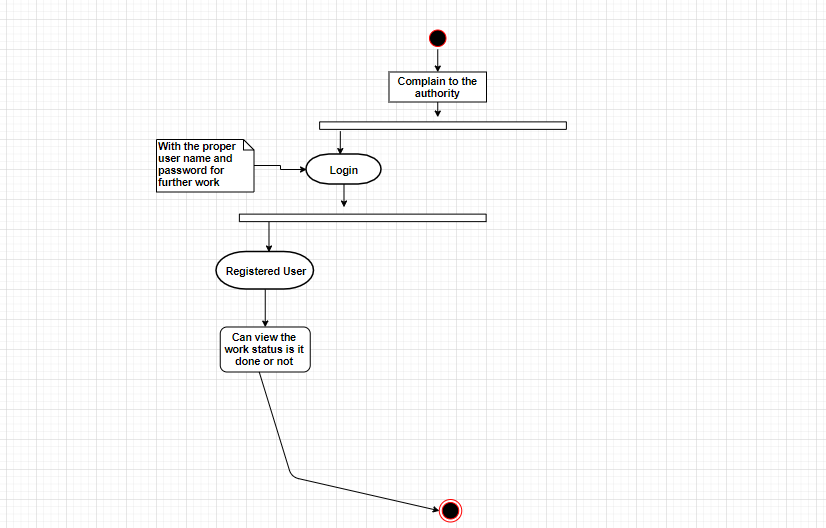 Complain to the
authority
With the proper
user name and
password for
further work
Login
Registered User
Can view the
work status is it
done or not